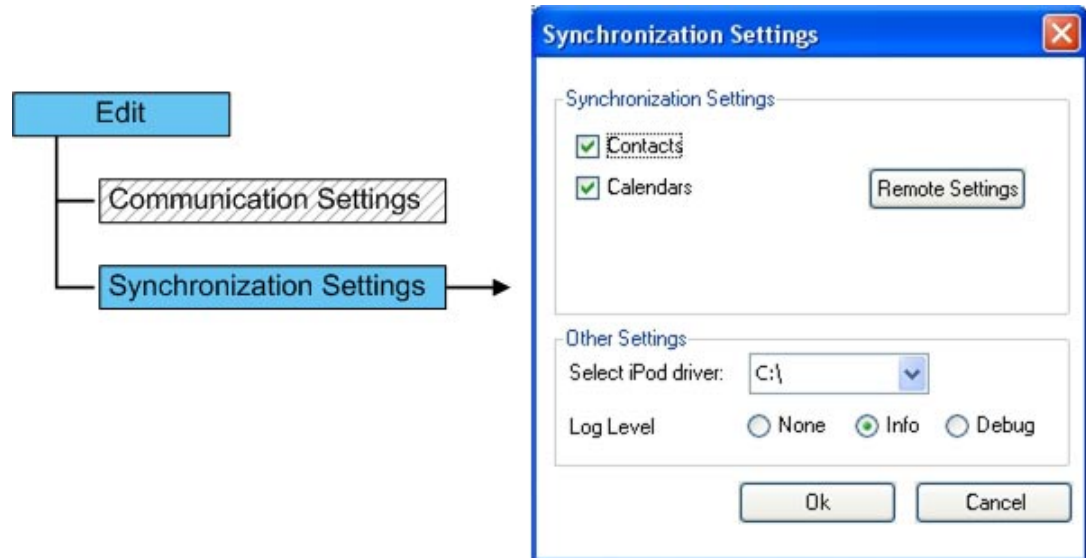 Edit
Communication Settings
Synchronization Settings
Synchronization Settings
Synchronization Settings
Contacts
Calendars
Remote Settings
Other Settings
Select iPod driver: C:\
Log Level None Info Debug
Ok Cancel